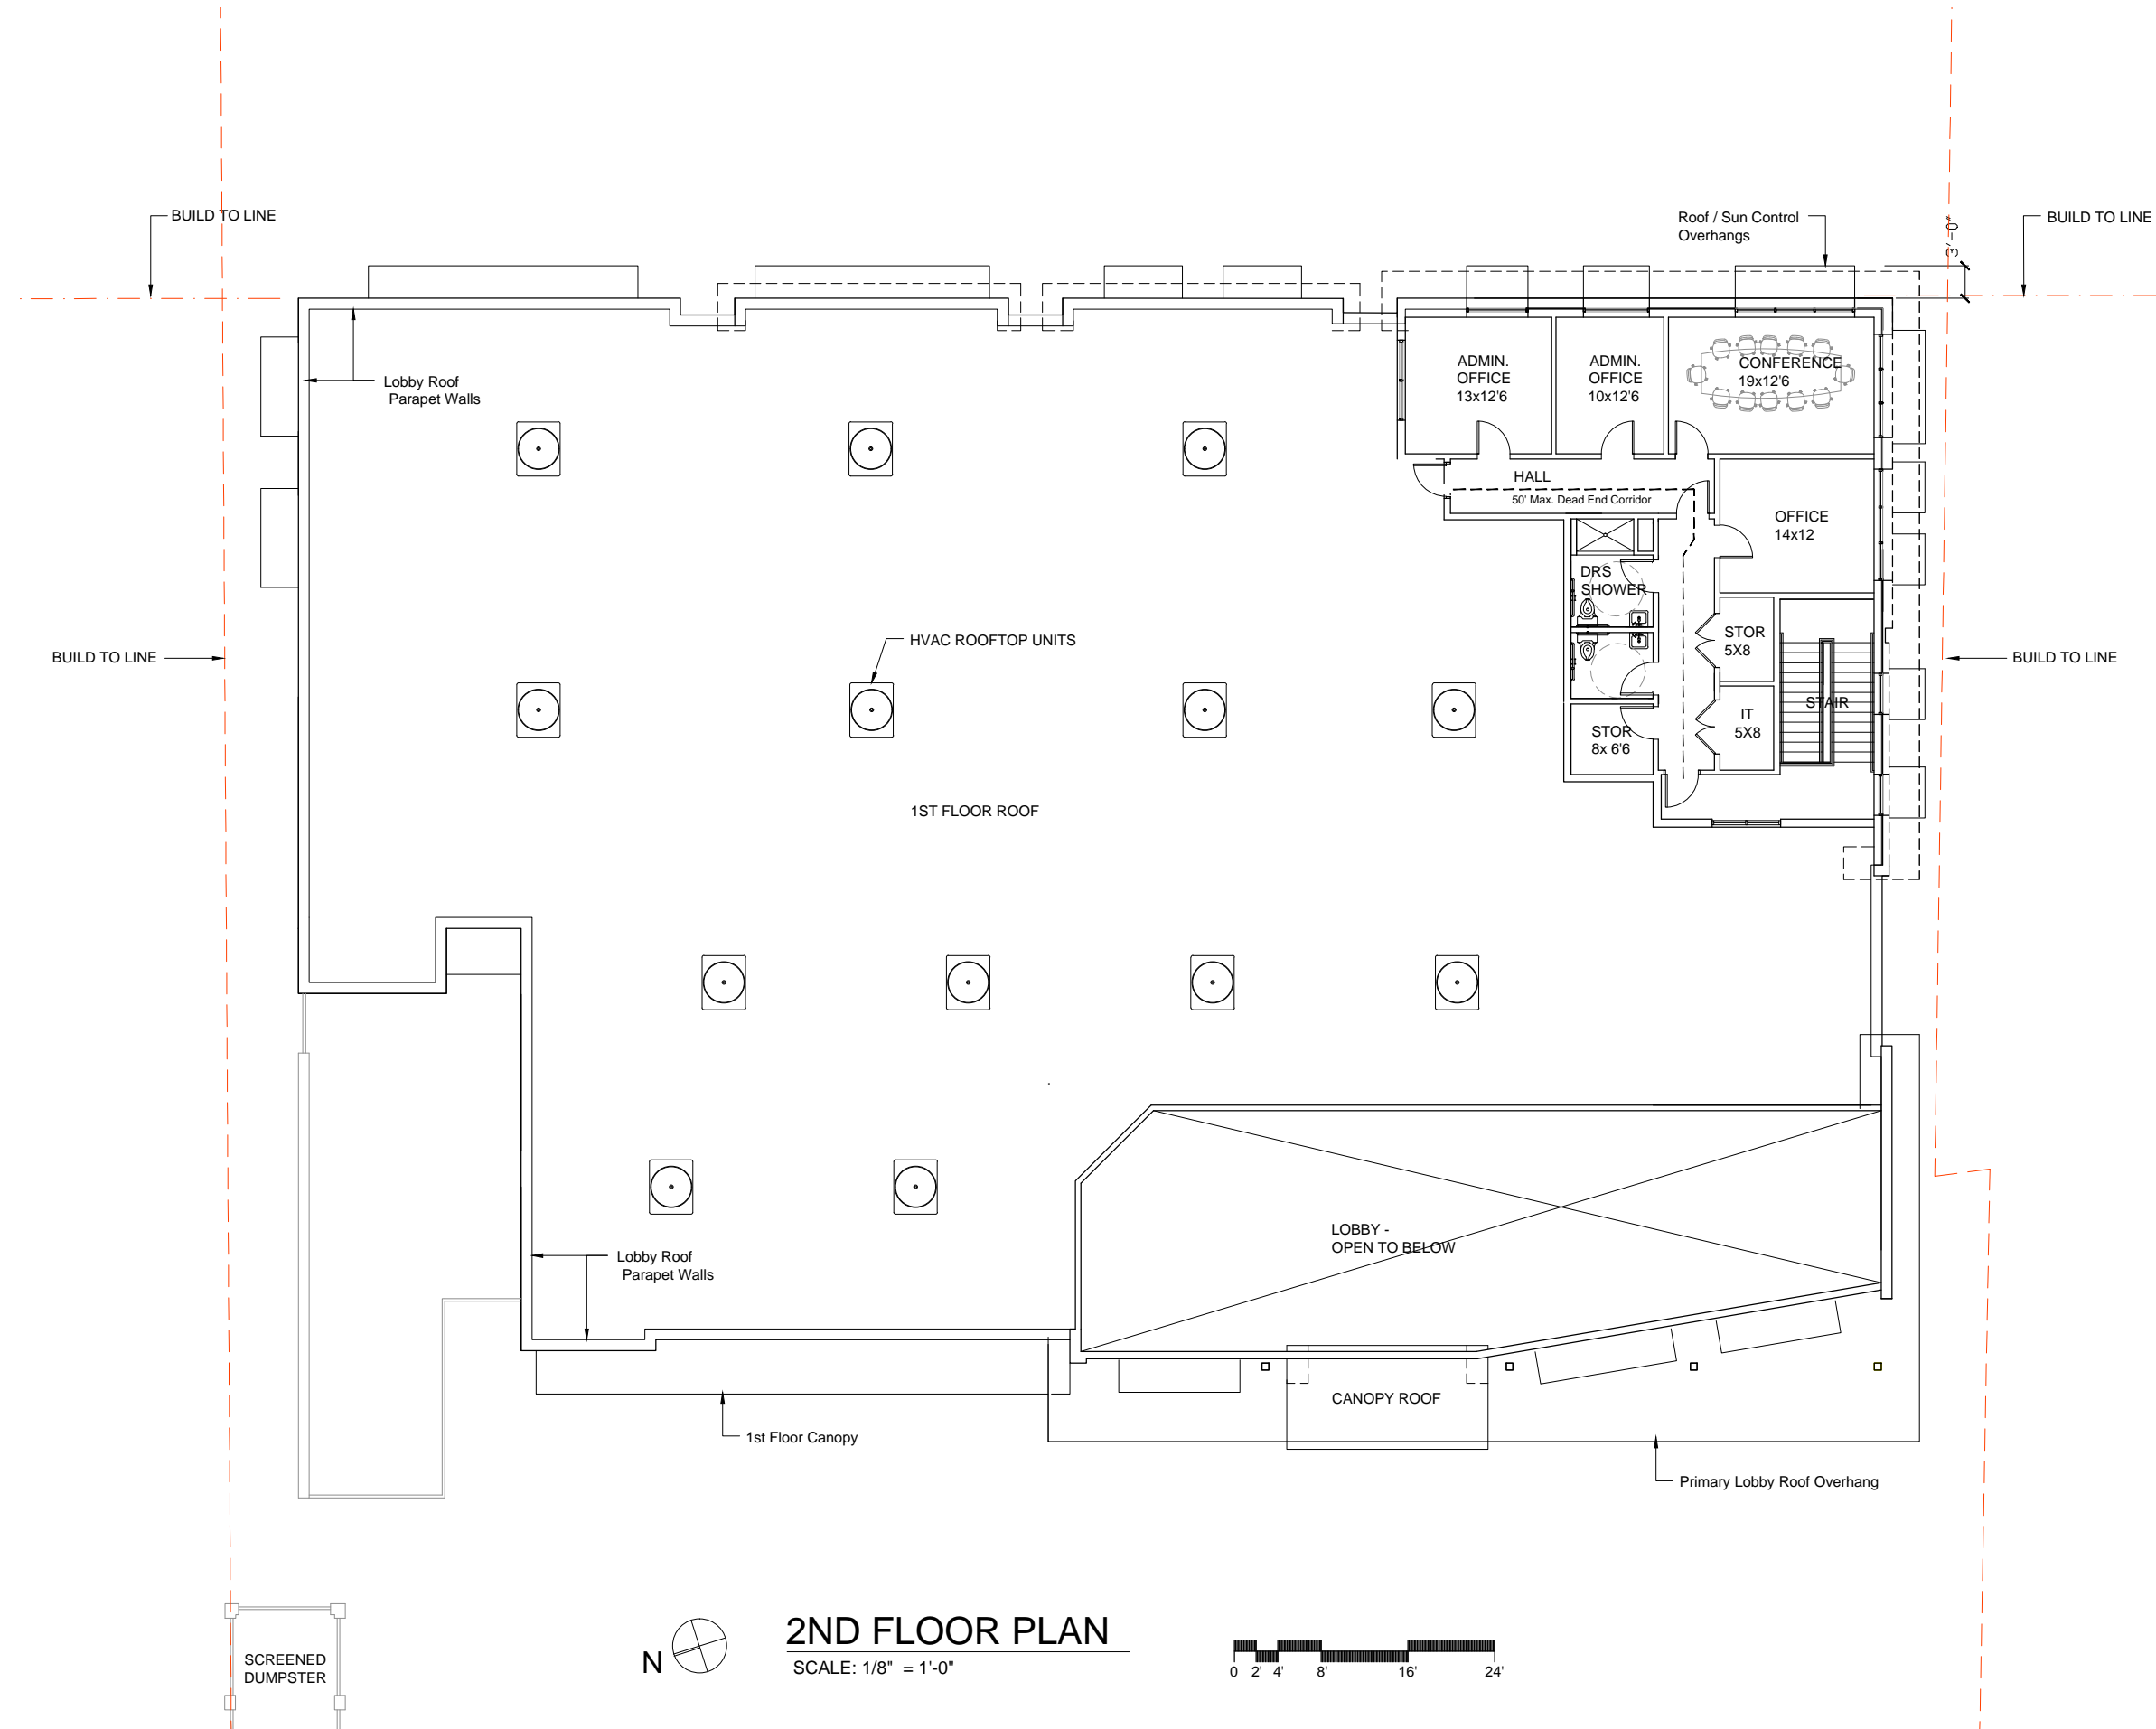 BUILD TO LINE
Roof / Sun Control
Overhangs
3'-0"
BUILD TO LINE
Lobby Roof
Parapet Walls
ADMIN.
OFFICE
13x12'6
ADMIN.
OFFICE
10x12'6
CONFERENCE
19x12'6
HALL
50' Max. Dead End Corridor
OFFICE
14x12
DRS
SHOWER
HVAC ROOFTOP UNITS
STOR
5X8
BUILD TO LINE
BUILD TO LINE
STAIR
IT
5X8
STOR
8x 6'6
1ST FLOOR ROOF
LOBBY -
OPEN TO BELOW
Lobby Roof
Parapet Walls
CANOPY ROOF
1st Floor Canopy
Primary Lobby Roof Overhang
SCREENED
DUMPSTER
N
2ND FLOOR PLAN
SCALE: 1/8" = 1'-0"
0 2' 4' 8' 16' 24'